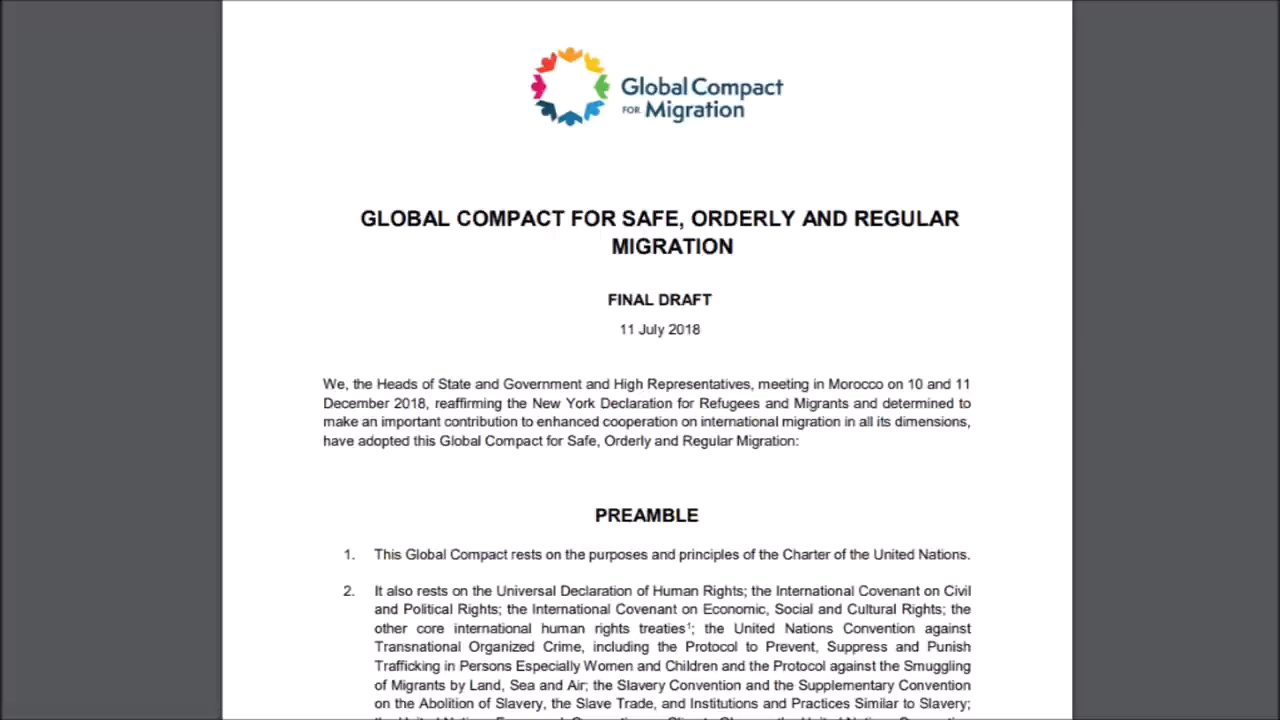 Global Compact
FOR Migration
GLOBAL COMPACT FOR SAFE, ORDERLY AND REGULAR
MIGRATION
FINAL DRAFT
11 July 2018
We, the Heads of State and Government and High Representatives, meeting in Morocco on 10 and 11
December 2018, reaffirming the New York Declaration for Refugees and Migrants and determined to
make an important contribution to enhanced cooperation on international migration in all its dimensions,
have adopted this Global Compact for Safe, Orderly and Regular Migration:
PREAMBLE
1. This Global Compact rests on the purposes and principles of the Charter of the United Nations.
2. It also rests on the Universal Declaration of Human Rights; the International Covenant on Civil
and Political Rights; the International Covenant on Economic, Social and Cultural Rights; the
other core international human rights treaties¹; the United Nations Convention against
Transnational Organized Crime, including the Protocol to Prevent, Suppress and Punish
Trafficking in Persons Especially Women and Children and the Protocol against the Smuggling
of Migrants by Land, Sea and Air; the Slavery Convention and the Supplementary Convention
on the Abolition of Slavery, the Slave Trade, and Institutions and Practices Similar to Slavery;